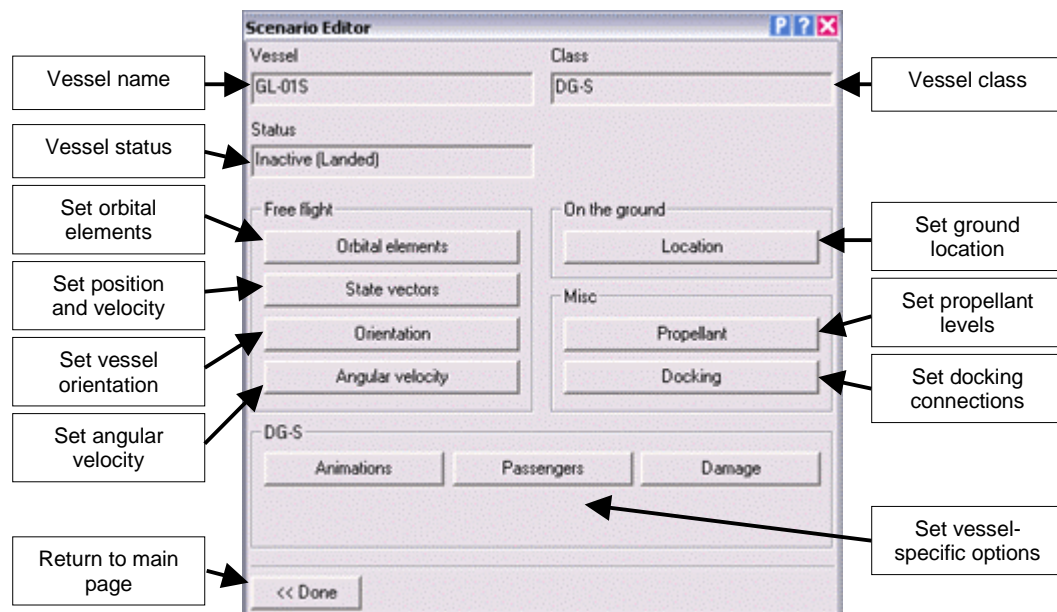 Scenario Editor
P ? X
Vessel
Class
Vessel name
GL-01S
DG-S
Vessel class
Status
Vessel status
Inactive (Landed)
Set orbital
elements
Free flight
Orbital elements
On the ground
Location
Set ground
location
Set position
and velocity
State vectors
Misc
Set propellant
levels
Set vessel
orientation
Orientation
Propellant
Angular velocity
Docking
Set docking
connections
Set angular
velocity
DG-S
Animations
Passengers
Damage
Set vessel-
specific options
Return to main
page
<< Done